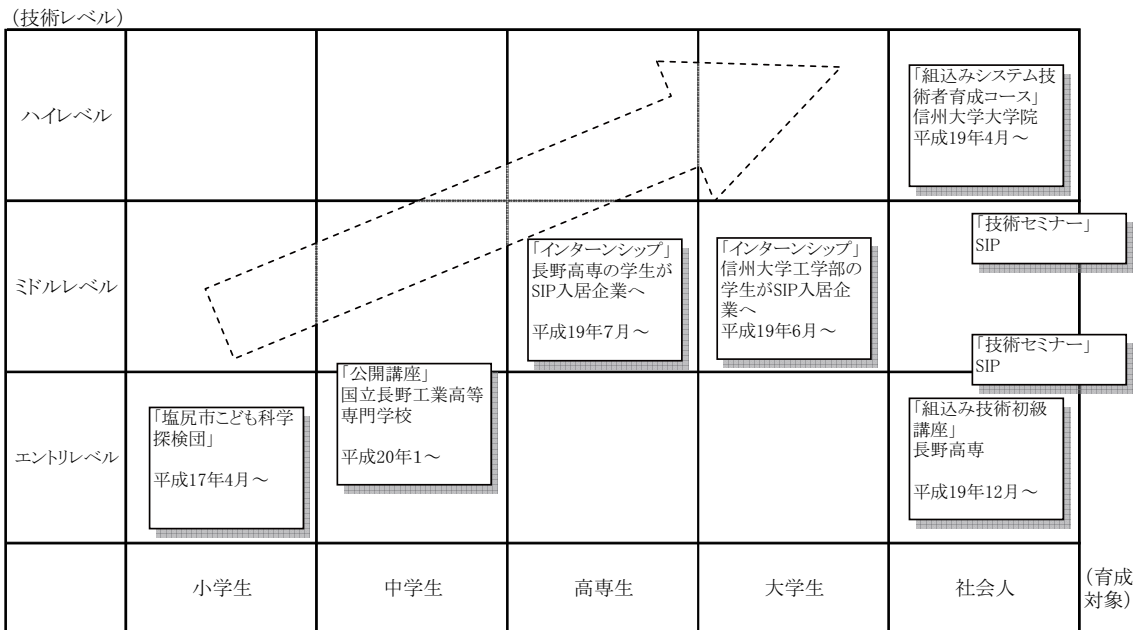 (技術レベル)
ハイレベル
「組込みシステム技
術者育成コース」
信州大学大学院
平成19年4月～
ミドルレベル
「インターンシップ」
長野高専の学生が
SIP入居企業へ
平成19年7月～
「インターンシップ」
信州大学工学部の
学生がSIP入居企
業へ
平成19年6月～
「技術セミナー」
SIP
「技術セミナー」
SIP
エントリレベル
「塩尻市こども科学
探検団」
平成17年4月～
「公開講座」
国立長野工業高等
専門学校
平成20年1～
「組込み技術初級
講座」
長野高専
平成19年12月～
小学生
中学生
高専生
大学生
社会人
(育成
対象)